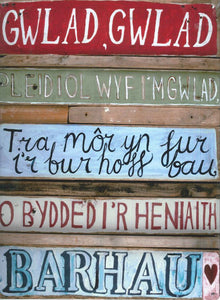 GWLAD, GWLAD
PLEIDIOL WYF I'M GWLAD,
Tra môr yn fur
i'r bur hoff bau,
O BYDDED I'R HENIAITH
BARHAU